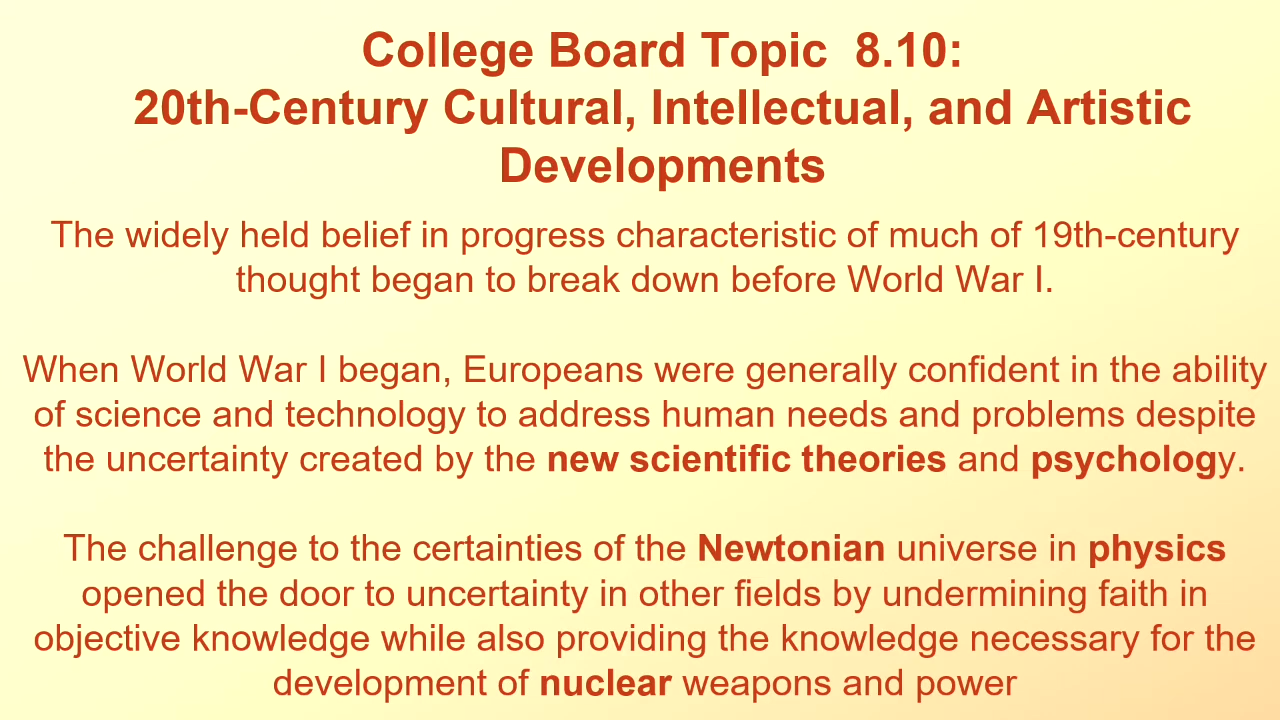 College Board Topic  8.10:
20th-Century Cultural, Intellectual, and Artistic
Developments
The widely held belief in progress characteristic of much of 19th-century
thought began to break down before World War I.
When World War I began, Europeans were generally confident in the ability
of science and technology to address human needs and problems despite
the uncertainty created by the new scientific theories and psychology.
The challenge to the certainties of the Newtonian universe in physics
opened the door to uncertainty in other fields by undermining faith in
objective knowledge while also providing the knowledge necessary for the
development of nuclear weapons and power